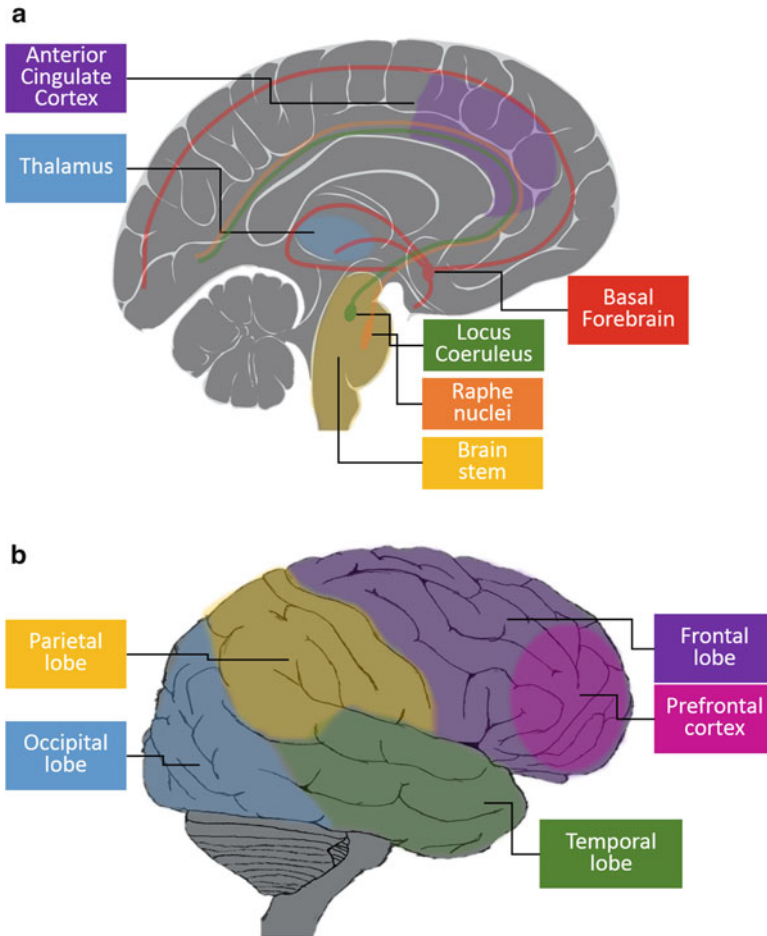 a
Anterior
Cingulate
Cortex
Thalamus
Basal
Forebrain
Locus
Coeruleus
Raphe
nuclei
Brain
stem
b
Parietal
lobe
Frontal
lobe
Prefrontal
cortex
Occipital
lobe
Temporal
lobe